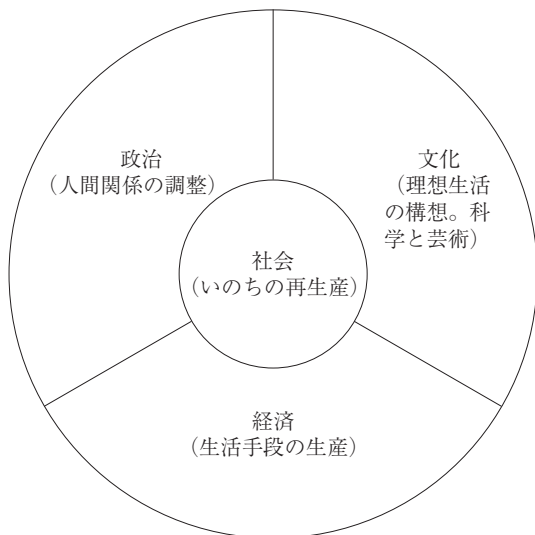 政治
（人間関係の調整）
文化
（理想生活
の構想。科
学と芸術）
社会
（いのちの再生産）
経済
（生活手段の生産）